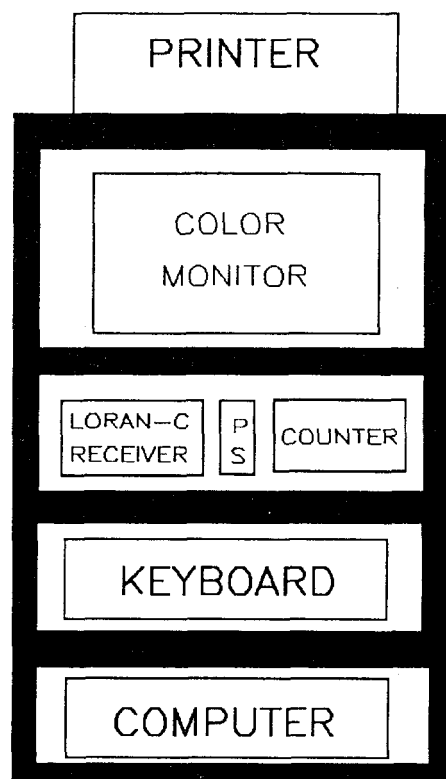 PRINTER
COLOR
MONITOR
LORAN-C
RECEIVER
P
S
COUNTER
KEYBOARD
COMPUTER